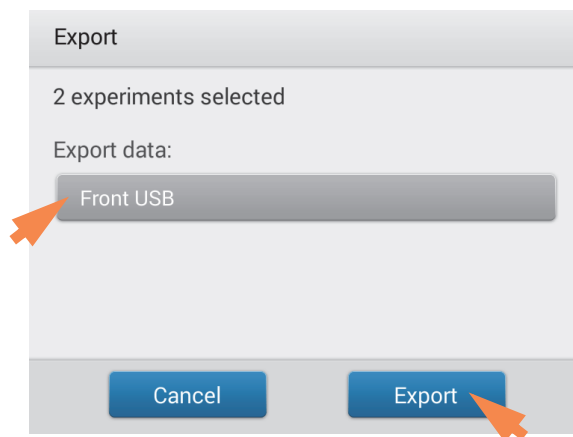 Export
2 experiments selected
Export data:
Front USB
Cancel
Export